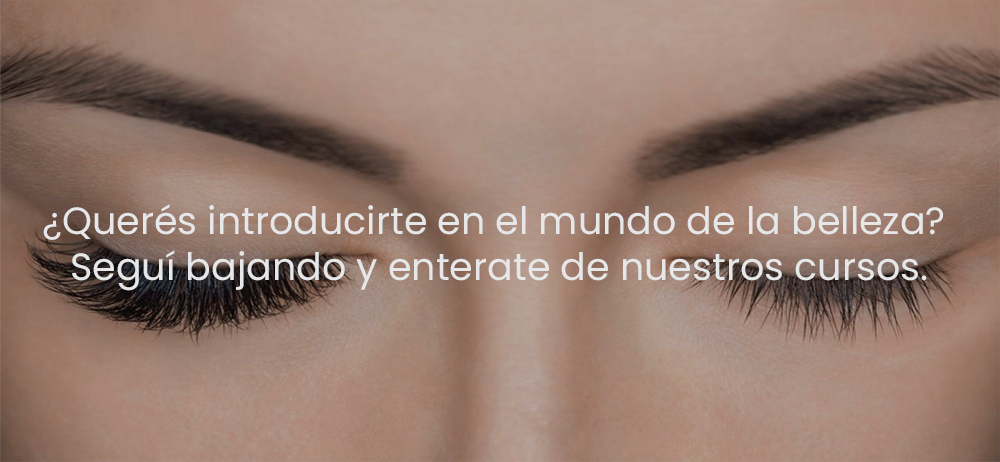 ¿Querés introducirte en el mundo de la belleza?
Seguí bajando y enterate de nuestros cursos.